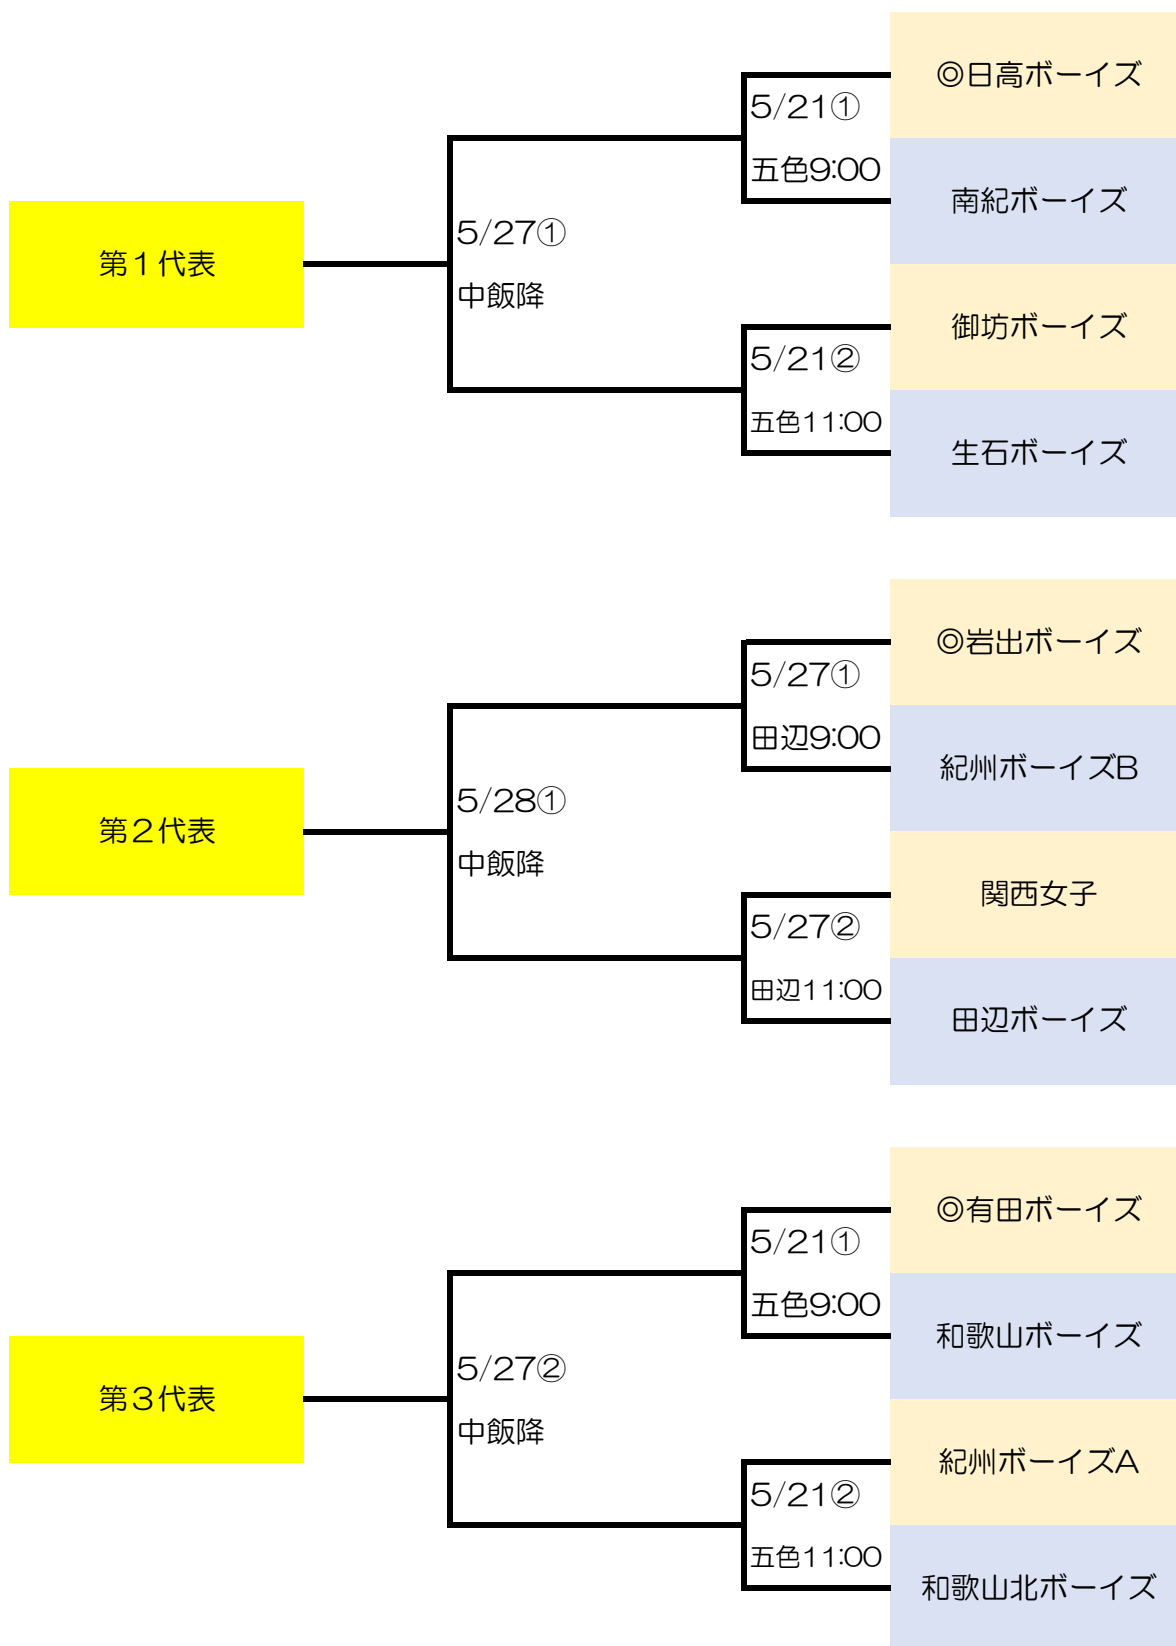 ◎日高ボーイズ
5/21①
五色9:00
南紀ボーイズ
5/27①
中飯降
第１代表
御坊ボーイズ
5/21②
五色11:00
生石ボーイズ
◎岩出ボーイズ
5/27①
田辺9:00
紀州ボーイズB
5/28①
中飯降
第２代表
関西女子
5/27②
田辺11:00
田辺ボーイズ
◎有田ボーイズ
5/21①
五色9:00
和歌山ボーイズ
5/27②
中飯降
第３代表
紀州ボーイズA
5/21②
五色11:00
和歌山北ボーイズ